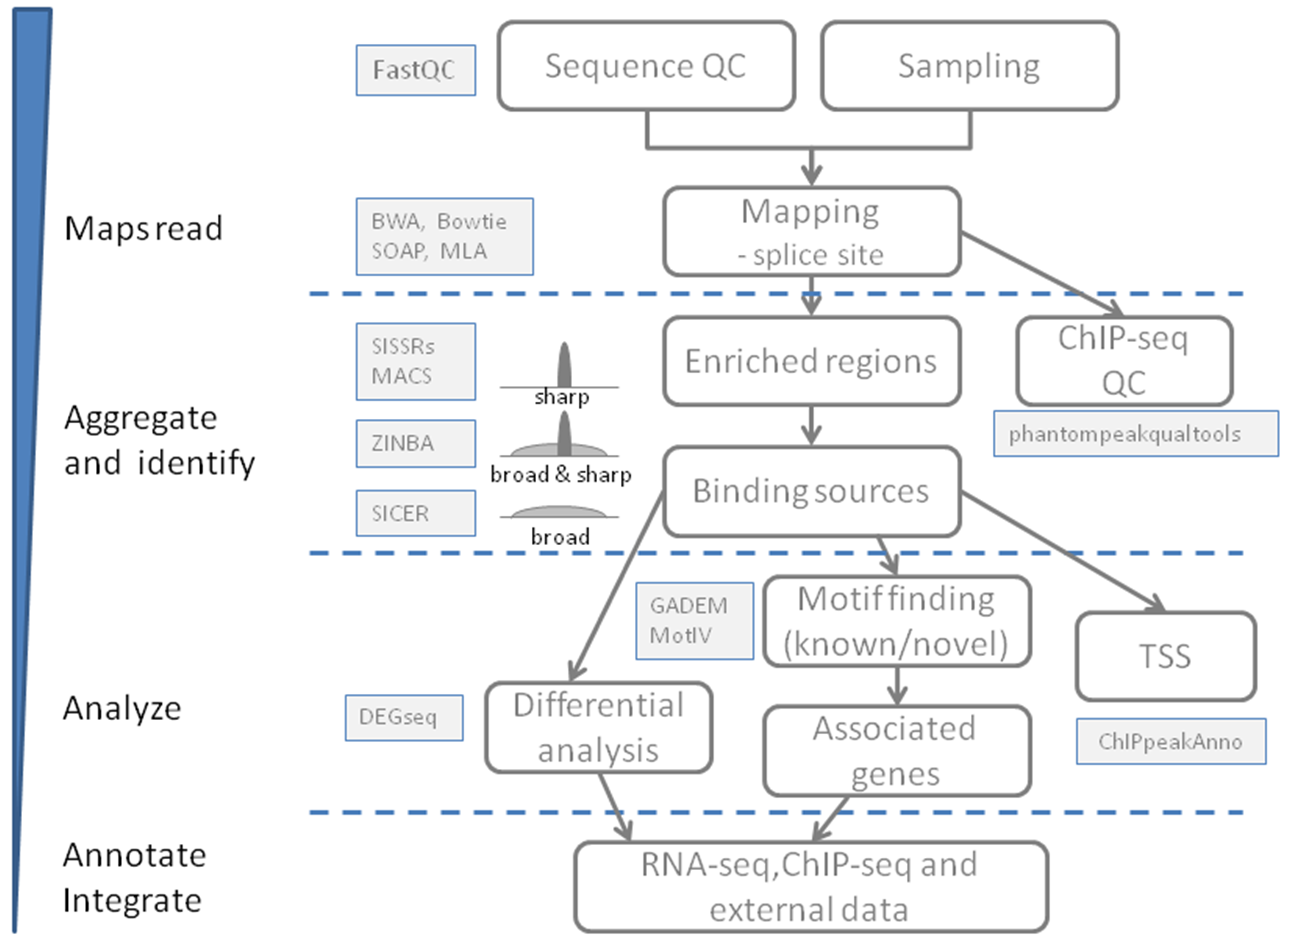 FastQC
Sequence QC
Sampling
Maps read
BWA, Bowtie
SOAP, MLA
Mapping
- splice site
Aggregate
and identify
SISSRs
MACS
sharp
ZINBA
broad & sharp
SICER
broad
Enriched regions
ChIP-seq
QC
phantompeakqualtools
Binding sources
Analyze
GADEM
MotIV
Motif finding
(known/novel)
TSS
ChIPpeakAnno
DEGseq
Differential
analysis
Associated
genes
Annotate
Integrate
RNA-seq,ChIP-seq and
external data